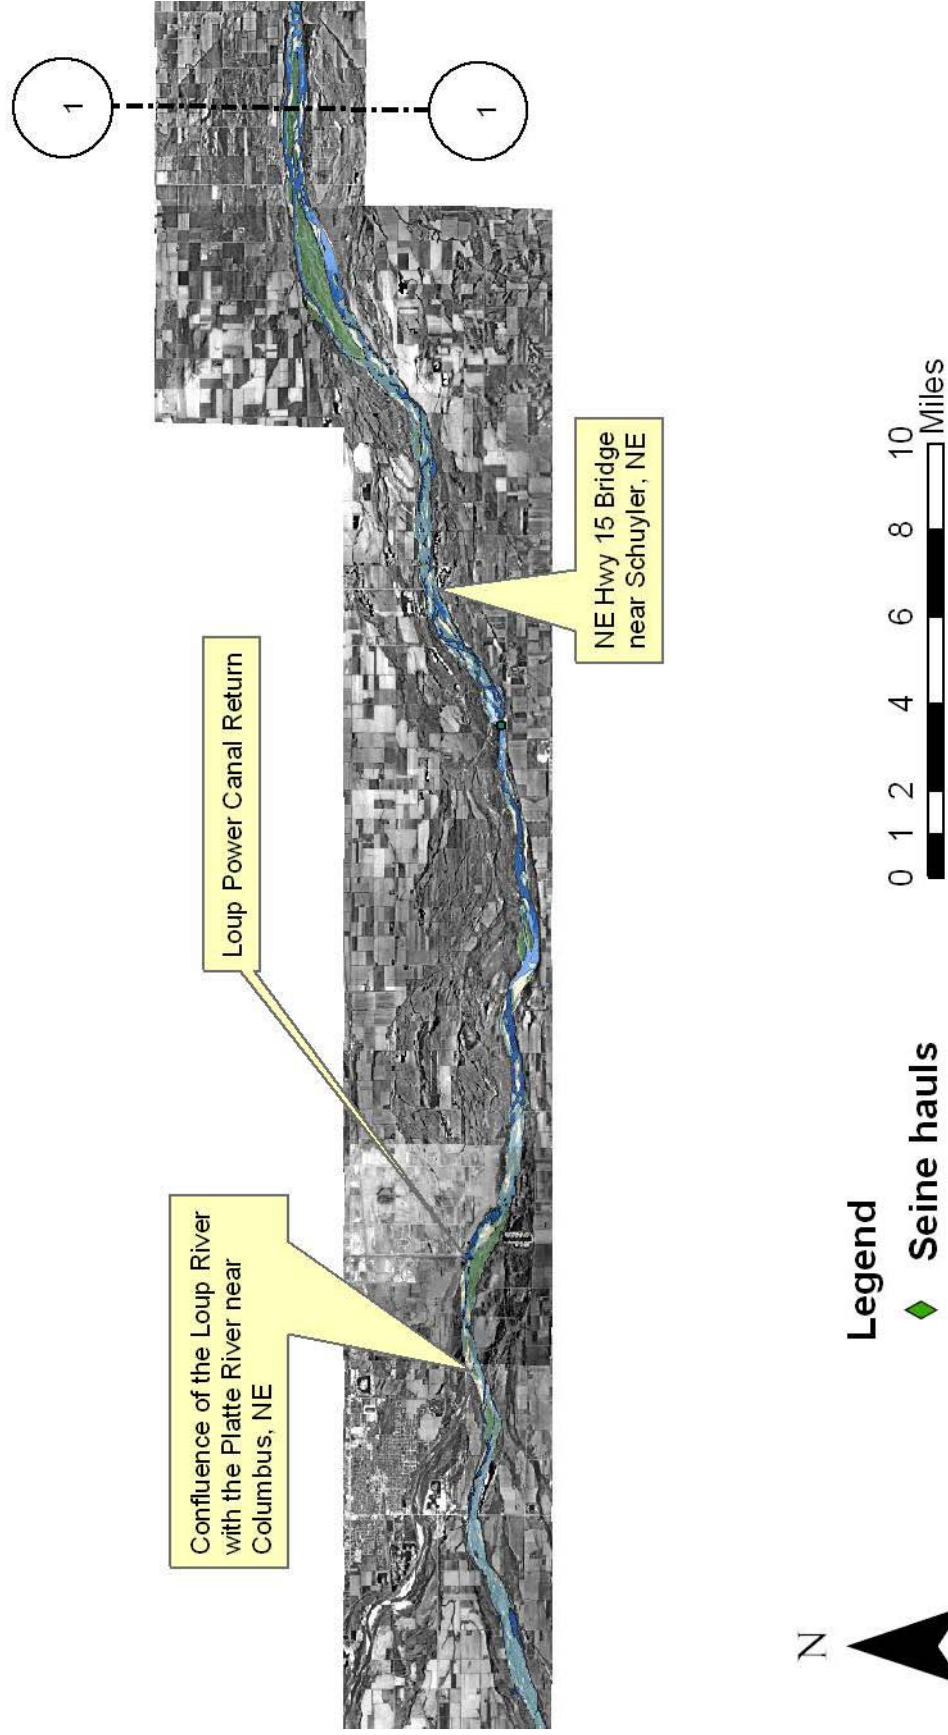 1
1
Confluence of the Loup River
with the Platte River near
Columbus, NE
Loup Power Canal Return
NE Hwy 15 Bridge
near Schuyler, NE
N
Legend
Seine hauls
0 1 2 4 6 8 10
Miles